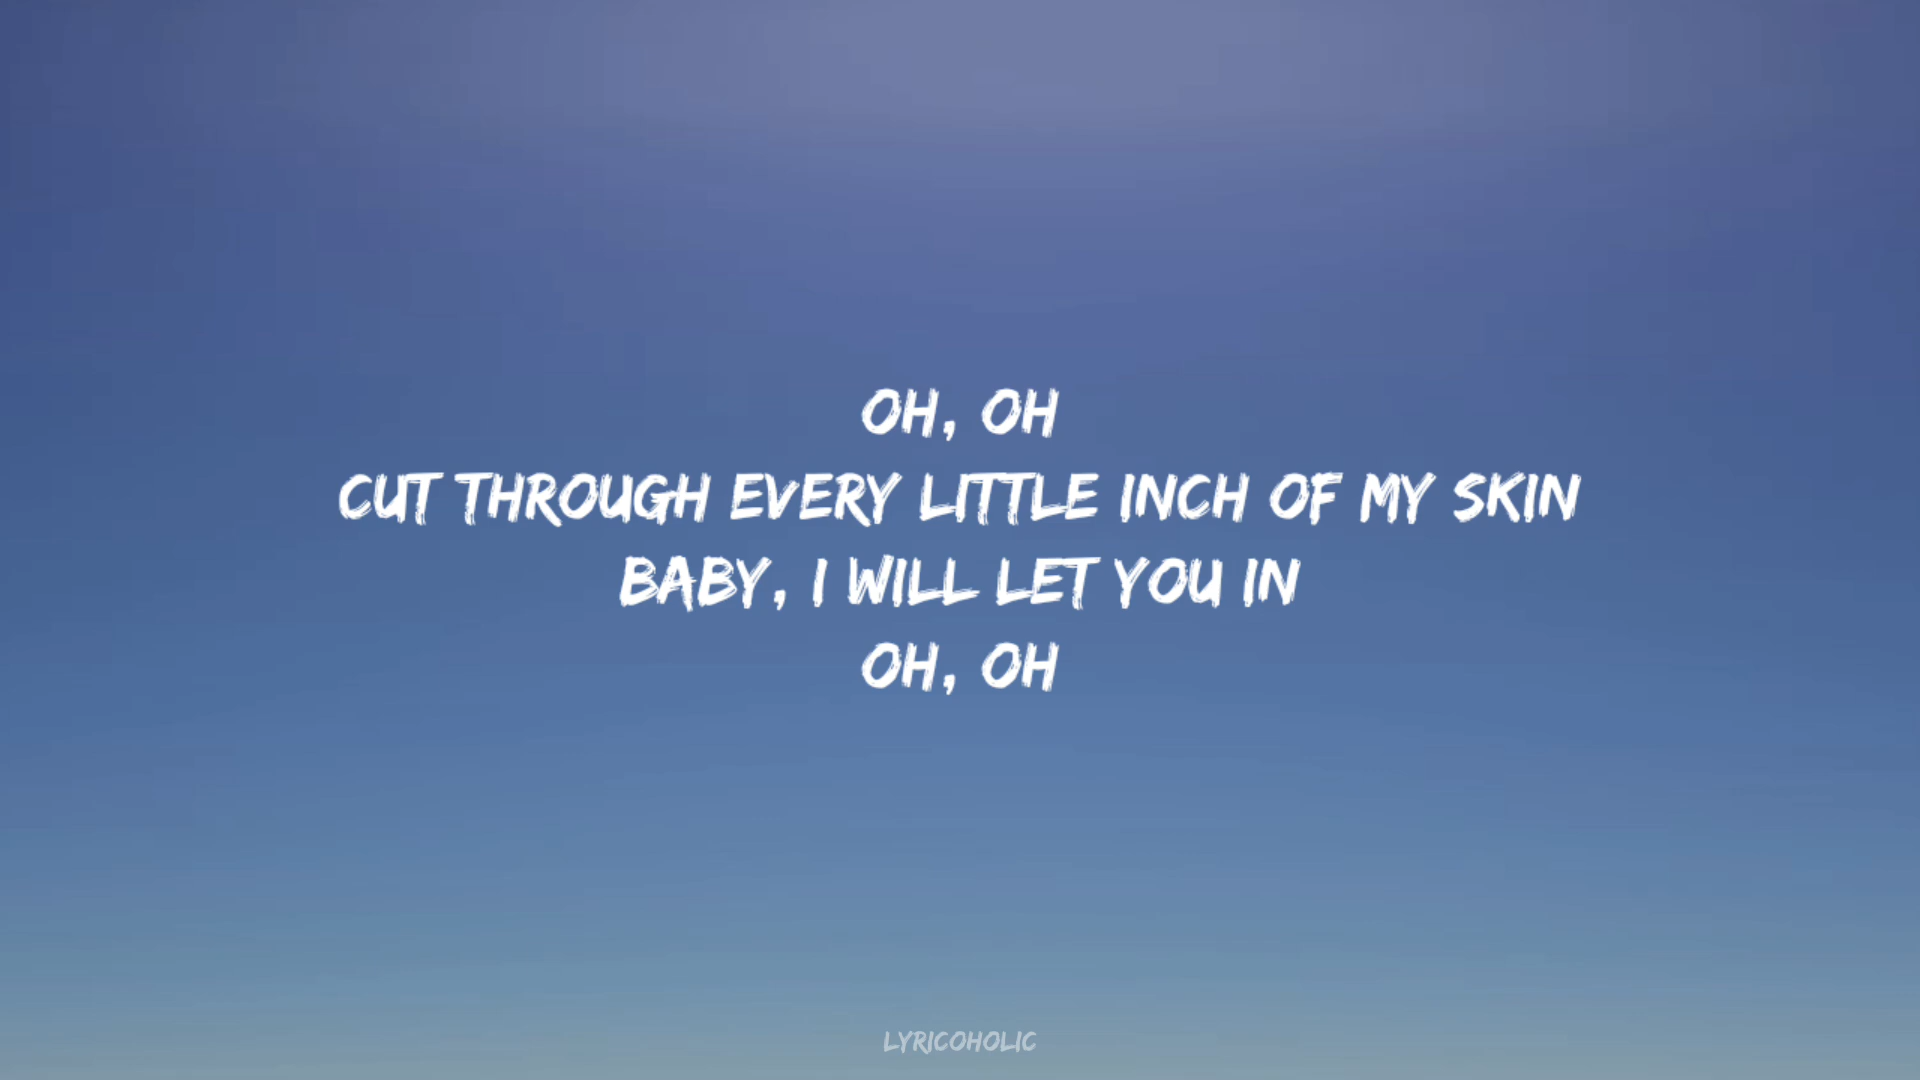 OH, OH
CUT THROUGH EVERY LITTLE INCH OF MY SKIN
BABY, I WILL LET YOU IN
OH, OH
LYRICOHOLIC